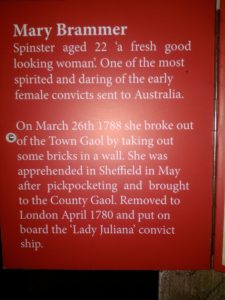 Mary Brammer
Spinster aged 22 'a fresh good
looking woman'. One of the most
spirited and daring of the early
female convicts sent to Australia.
On March 26th 1788 she broke out
of the Town Gaol by taking out
some bricks in a wall. She was
apprehended in Sheffield in May
after pickpocketing and brought
to the County Gaol. Removed to
London April 1780 and put on
board the 'Lady Juliana' convict
ship.